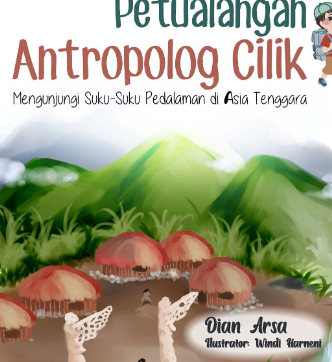 Petualangan
Antropolog Cilik
Mengunjungi Suku-Suku Pedalaman di Asia Tenggara
Dian Arsa
Ilustrator: Windi Harneni